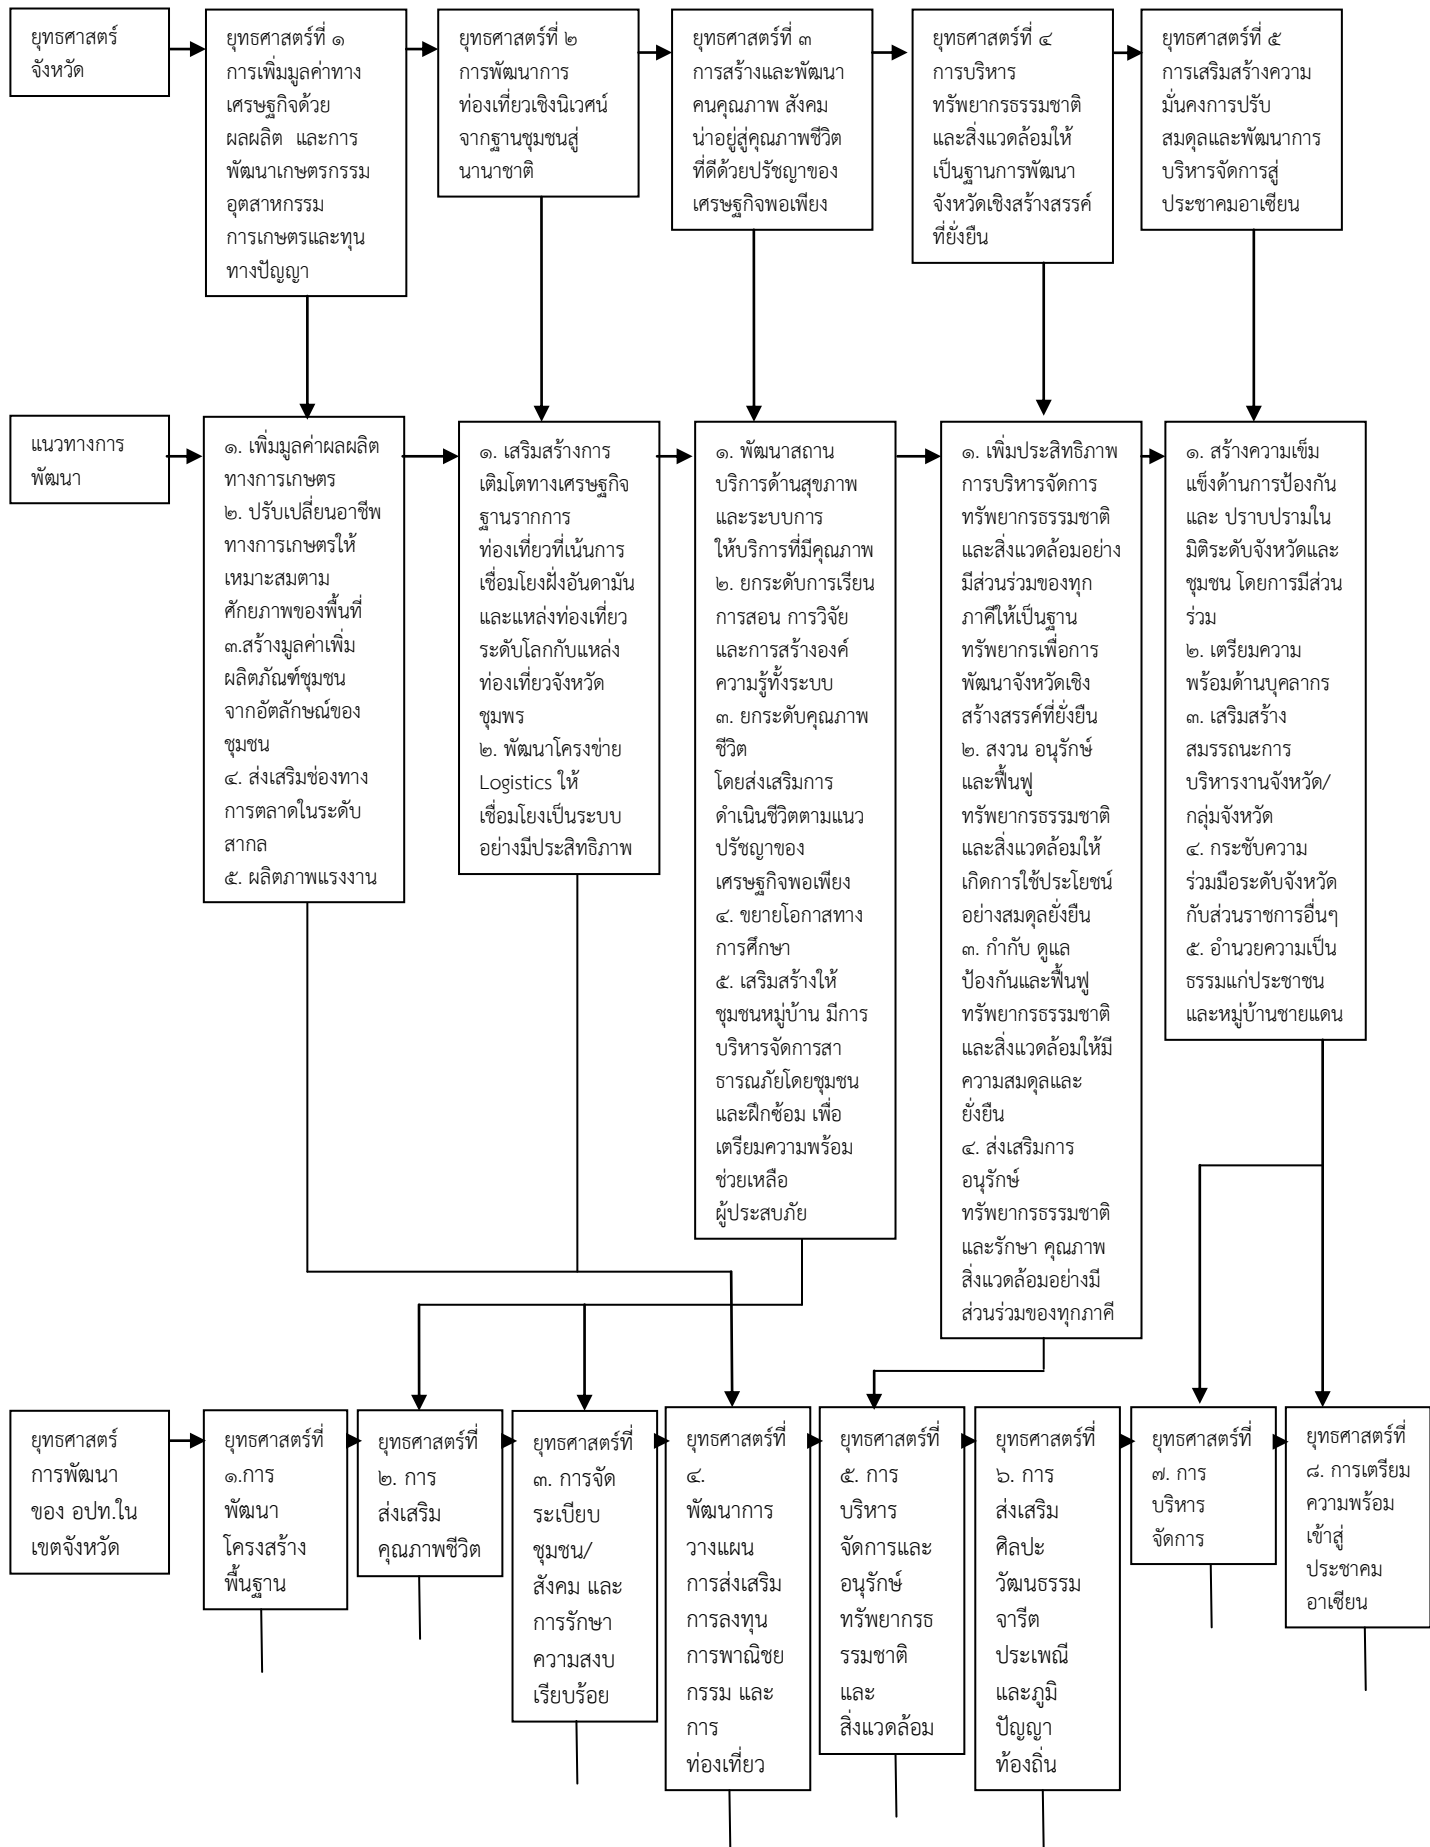 ยุทธศาสตร์
จังหวัด
ยุทธศาสตร์ที่ ๑
การเพิ่มมูลค่าทาง
เศรษฐกิจด้วย
ผลผลิต และการ
พัฒนาเกษตรกรรม
อุตสาหกรรม
การเกษตรและทุน
ทางปัญญา
ยุทธศาสตร์ที่ ๒
การพัฒนาการ
ท่องเที่ยวเชิงนิเวศน์
จากฐานชุมชนสู่
นานาชาติ
ยุทธศาสตร์ที่ ๓
การสร้างและพัฒนา
คนคุณภาพ สังคม
น่าอยู่สู่คุณภาพชีวิต
ที่ดีด้วยปรัชญาของ
เศรษฐกิจพอเพียง
ยุทธศาสตร์ที่ ๔
การบริหาร
ทรัพยากรธรรมชาติ
และสิ่งแวดล้อมให้
เป็นฐานการพัฒนา
จังหวัดเชิงสร้างสรรค์
ที่ยั่งยืน
ยุทธศาสตร์ที่ ๕
การเสริมสร้างความ
มั่นคงการปรับ
สมดุลและพัฒนาการ
บริหารจัดการสู่
ประชาคมอาเซียน
แนวทางการ
พัฒนา
๑. เพิ่มมูลค่าผลผลิต
ทางการเกษตร
๒. ปรับเปลี่ยนอาชีพ
ทางการเกษตรให้
เหมาะสมตาม
ศักยภาพของพื้นที่
๓.สร้างมูลค่าเพิ่ม
ผลิตภัณฑ์ชุมชน
จากอัตลักษณ์ของ
ชุมชน
๔. ส่งเสริมช่องทาง
การตลาดในระดับ
สากล
๕. ผลิตภาพแรงงาน
๑. เสริมสร้างการ
เติมโตทางเศรษฐกิจ
ฐานรากการ
ท่องเที่ยวที่เน้นการ
เชื่อมโยงฝั่งอันดามัน
และแหล่งท่องเที่ยว
ระดับโลกกับแหล่ง
ท่องเที่ยวจังหวัด
ชุมพร
๒. พัฒนาโครงข่าย
Logistics ให้
เชื่อมโยงเป็นระบบ
อย่างมีประสิทธิภาพ
๑. พัฒนาสถาน
บริการด้านสุขภาพ
และระบบการ
ให้บริการที่มีคุณภาพ
๒. ยกระดับการเรียน
การสอน การวิจัย
และการสร้างองค์
ความรู้ทั้งระบบ
๓. ยกระดับคุณภาพ
ชีวิต
โดยส่งเสริมการ
ดำเนินชีวิตตามแนว
ปรัชญาของ
เศรษฐกิจพอเพียง
๔. ขยายโอกาสทาง
การศึกษา
๕. เสริมสร้างให้
ชุมชนหมู่บ้าน มีการ
บริหารจัดการสา
ธารณภัยโดยชุมชน
และฝึกซ้อม เพื่อ
เตรียมความพร้อม
ช่วยเหลือ
ผู้ประสบภัย
๑. เพิ่มประสิทธิภาพ
การบริหารจัดการ
ทรัพยากรธรรมชาติ
และสิ่งแวดล้อมอย่าง
มีส่วนร่วมของทุก
ภาคีให้เป็นฐาน
ทรัพยากรเพื่อการ
พัฒนาจังหวัดเชิง
สร้างสรรค์ที่ยั่งยืน
๒. สงวน อนุรักษ์
และฟื้นฟู
ทรัพยากรธรรมชาติ
และสิ่งแวดล้อมให้
เกิดการใช้ประโยชน์
อย่างสมดุลยั่งยืน
๓. กำกับ ดูแล
ป้องกันและฟื้นฟู
ทรัพยากรธรรมชาติ
และสิ่งแวดล้อมให้มี
ความสมดุลและ
ยั่งยืน
๔. ส่งเสริมการ
อนุรักษ์
ทรัพยากรธรรมชาติ
และรักษา คุณภาพ
สิ่งแวดล้อมอย่างมี
ส่วนร่วมของทุกภาคี
๑. สร้างความเข็ม
แข็งด้านการป้องกัน
และ ปราบปรามใน
มิติระดับจังหวัดและ
ชุมชน โดยการมีส่วน
ร่วม
๒. เตรียมความ
พร้อมด้านบุคลากร
๓. เสริมสร้าง
สมรรถนะการ
บริหารงานจังหวัด/
กลุ่มจังหวัด
๔. กระชับความ
ร่วมมือระดับจังหวัด
กับส่วนราชการอื่นๆ
๕. อำนวยความเป็น
ธรรมแก่ประชาชน
และหมู่บ้านชายแดน
ยุทธศาสตร์
การพัฒนา
ของ อปท.ใน
เขตจังหวัด
ยุทธศาสตร์ที่
๑.การ
พัฒนา
โครงสร้าง
พื้นฐาน
ยุทธศาสตร์ที่
๒. การ
ส่งเสริม
คุณภาพชีวิต
ยุทธศาสตร์ที่
๓. การจัด
ระเบียบ
ชุมชน/
สังคม และ
การรักษา
ความสงบ
เรียบร้อย
ยุทธศาสตร์ที่
๔.
พัฒนาการ
วางแผน
การส่งเสริม
การลงทุน
การพาณิชย
กรรม และ
การ
ท่องเที่ยว
ยุทธศาสตร์ที่
๕. การ
บริหาร
จัดการและ
อนุรักษ์
ทรัพยากรธ
รรมชาติ
และ
สิ่งแวดล้อม
ยุทธศาสตร์ที่
๖. การ
ส่งเสริม
ศิลปะ
วัฒนธรรม
จารีต
ประเพณี
และภูมิ
ปัญญา
ท้องถิ่น
ยุทธศาสตร์ที่
๗. การ
บริหาร
จัดการ
ยุทธศาสตร์ที่
๘. การเตรียม
ความพร้อม
เข้าสู่
ประชาคม
อาเซียน